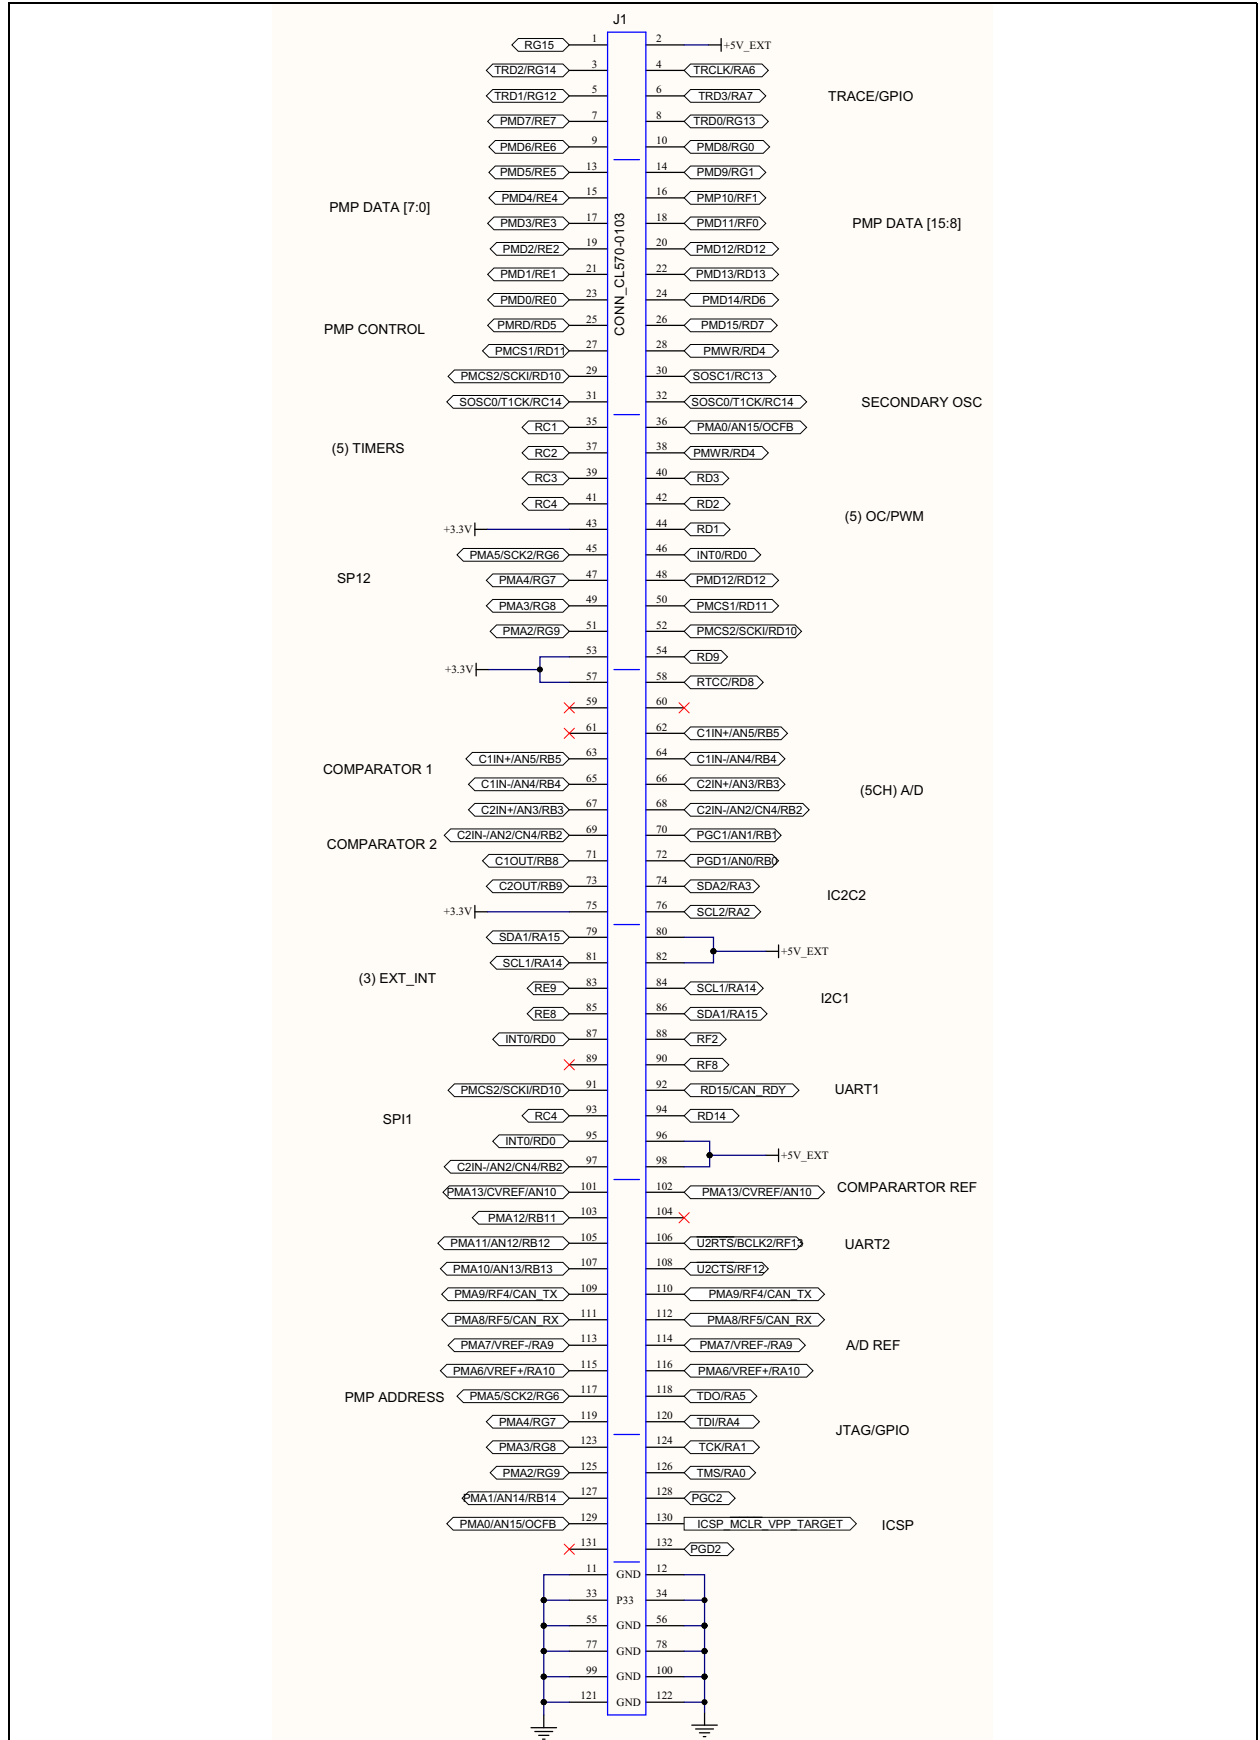 J1
RG15 1 2 +5V_EXT
TRD2/RG14 3 4 TRCLK/RA6
TRD1/RG12 5 6 TRD3/RA7 TRACE/GPIO
PMD7/RE7 7 8 TRD0/RG13
PMD6/RE6 9 10 PMD8/RG0
PMD5/RE5 13 14 PMD9/RG1
PMD4/RE4 15 16 PMP10/RF1
PMP DATA [7:0]
PMD3/RE3 17 18 PMD11/RF0 PMP DATA [15:8]
CONN_CL570-0103
PMD2/RE2 19 20 PMD12/RD12
PMD1/RE1 21 22 PMD13/RD13
PMD0/RE0 23 24 PMD14/RD6
PMP CONTROL PMRD/RD5 25 26 PMD15/RD7
PMCS1/RD11 27 28 PMWR/RD4
PMCS2/SCKI/RD10 29 30 SOSC1/RC13
SOSC0/T1CK/RC14 31 32 SOSC0/T1CK/RC14 SECONDARY OSC
RC1 35 36 PMA0/AN15/OCFB
(5) TIMERS RC2 37 38 PMWR/RD4
RC3 39 40 RD3
RC4 41 42 RD2
(5) OC/PWM
+3.3V 43 44 RD1
PMA5/SCK2/RG6 45 46 INT0/RD0
SP12 PMA4/RG7 47 48 PMD12/RD12
PMA3/RG8 49 50 PMCS1/RD11
PMA2/RG9 51 52 PMCS2/SCKI/RD10
53 54 RD9
+3.3V
57 58 RTCC/RD8
59 60
61 62 C1IN+/AN5/RB5
C1IN+/AN5/RB5 63 64 C1IN-/AN4/RB4
COMPARATOR 1
C1IN-/AN4/RB4 65 66 C2IN+/AN3/RB3 (5CH) A/D
C2IN+/AN3/RB3 67 68 C2IN-/AN2/CN4/RB2
C2IN-/AN2/CN4/RB2 69 70 PGC1/AN1/RB1
COMPARATOR 2
C1OUT/RB8 71 72 PGD1/AN0/RB0
C2OUT/RB9 73 74 SDA2/RA3
IC2C2
+3.3V 75 76 SCL2/RA2
SDA1/RA15 79 80
+5V_EXT
SCL1/RA14 81 82
(3) EXT_INT
RE9 83 84 SCL1/RA14
I2C1
RE8 85 86 SDA1/RA15
INT0/RD0 87 88 RF2
89 90 RF8
PMCS2/SCKI/RD10 91 92 RD15/CAN_RDY UART1
SPI1 RC4 93 94 RD14
INT0/RD0 95 96
+5V_EXT
C2IN-/AN2/CN4/RB2 97 98
PMA13/CVREF/AN10 101 102 PMA13/CVREF/AN10 COMPARARTOR REF
PMA12/RB11 103 104
PMA11/AN12/RB12 105 106 U2RTS/BCLK2/RF13 UART2
PMA10/AN13/RB13 107 108 U2CTS/RF12
PMA9/RF4/CAN_TX 109 110 PMA9/RF4/CAN_TX
PMA8/RF5/CAN_RX 111 112 PMA8/RF5/CAN_RX
PMA7/VREF-/RA9 113 114 PMA7/VREF-/RA9 A/D REF
PMA6/VREF+/RA10 115 116 PMA6/VREF+/RA10
PMP ADDRESS PMA5/SCK2/RG6 117 118 TDO/RA5
PMA4/RG7 119 120 TDI/RA4
JTAG/GPIO
PMA3/RG8 123 124 TCK/RA1
PMA2/RG9 125 126 TMS/RA0
PMA1/AN14/RB14 127 128 PGC2
PMA0/AN15/OCFB 129 130 ICSP_MCLR_VPP_TARGET ICSP
131 132 PGD2
11 GND 12
33 P33 34
55 GND 56
77 GND 78
99 GND 100
121 GND 122